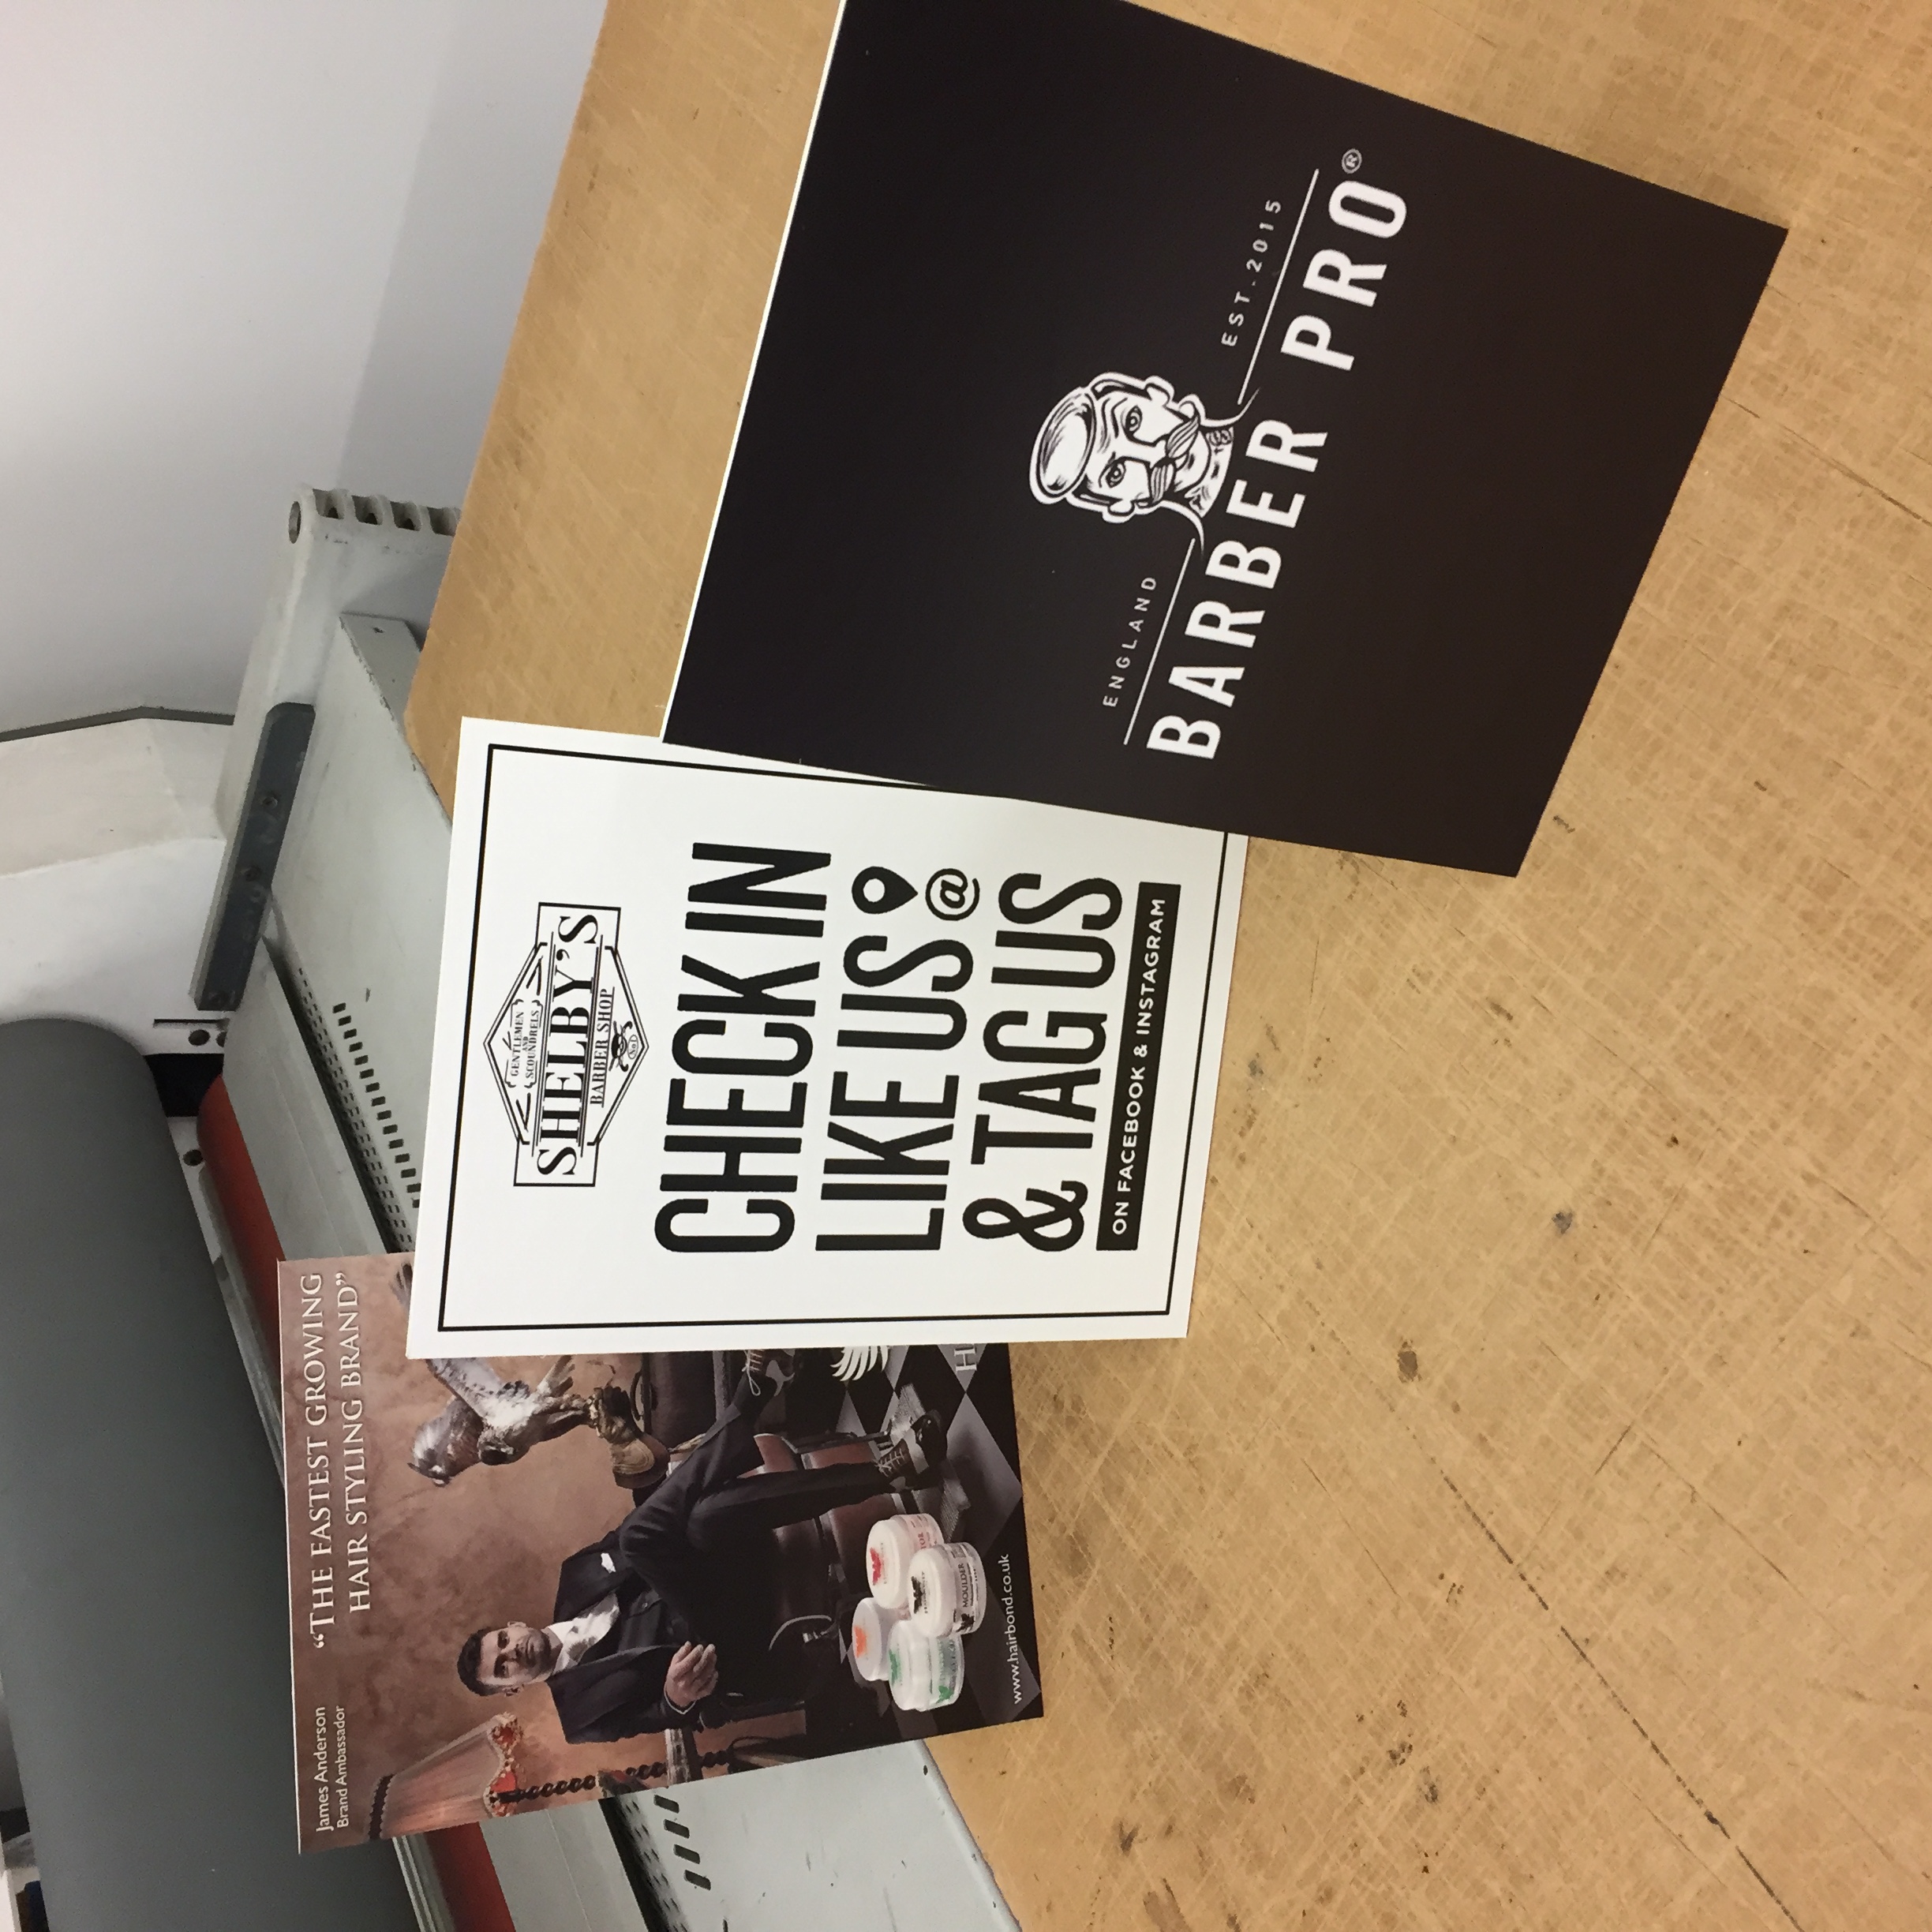 James Anderson
Brand Ambassador
“THE FASTEST GROWING
HAIR STYLING BRAND”
MOULDER
www.hairbond.co.uk
GENTLEMEN
AND
SCOUNDRELS
SHELBY'S
BARBER SHOP
CHECK IN
LIKE US @
& TAG US
ON FACEBOOK & INSTAGRAM
ENGLAND EST.2015
BARBER PRO®